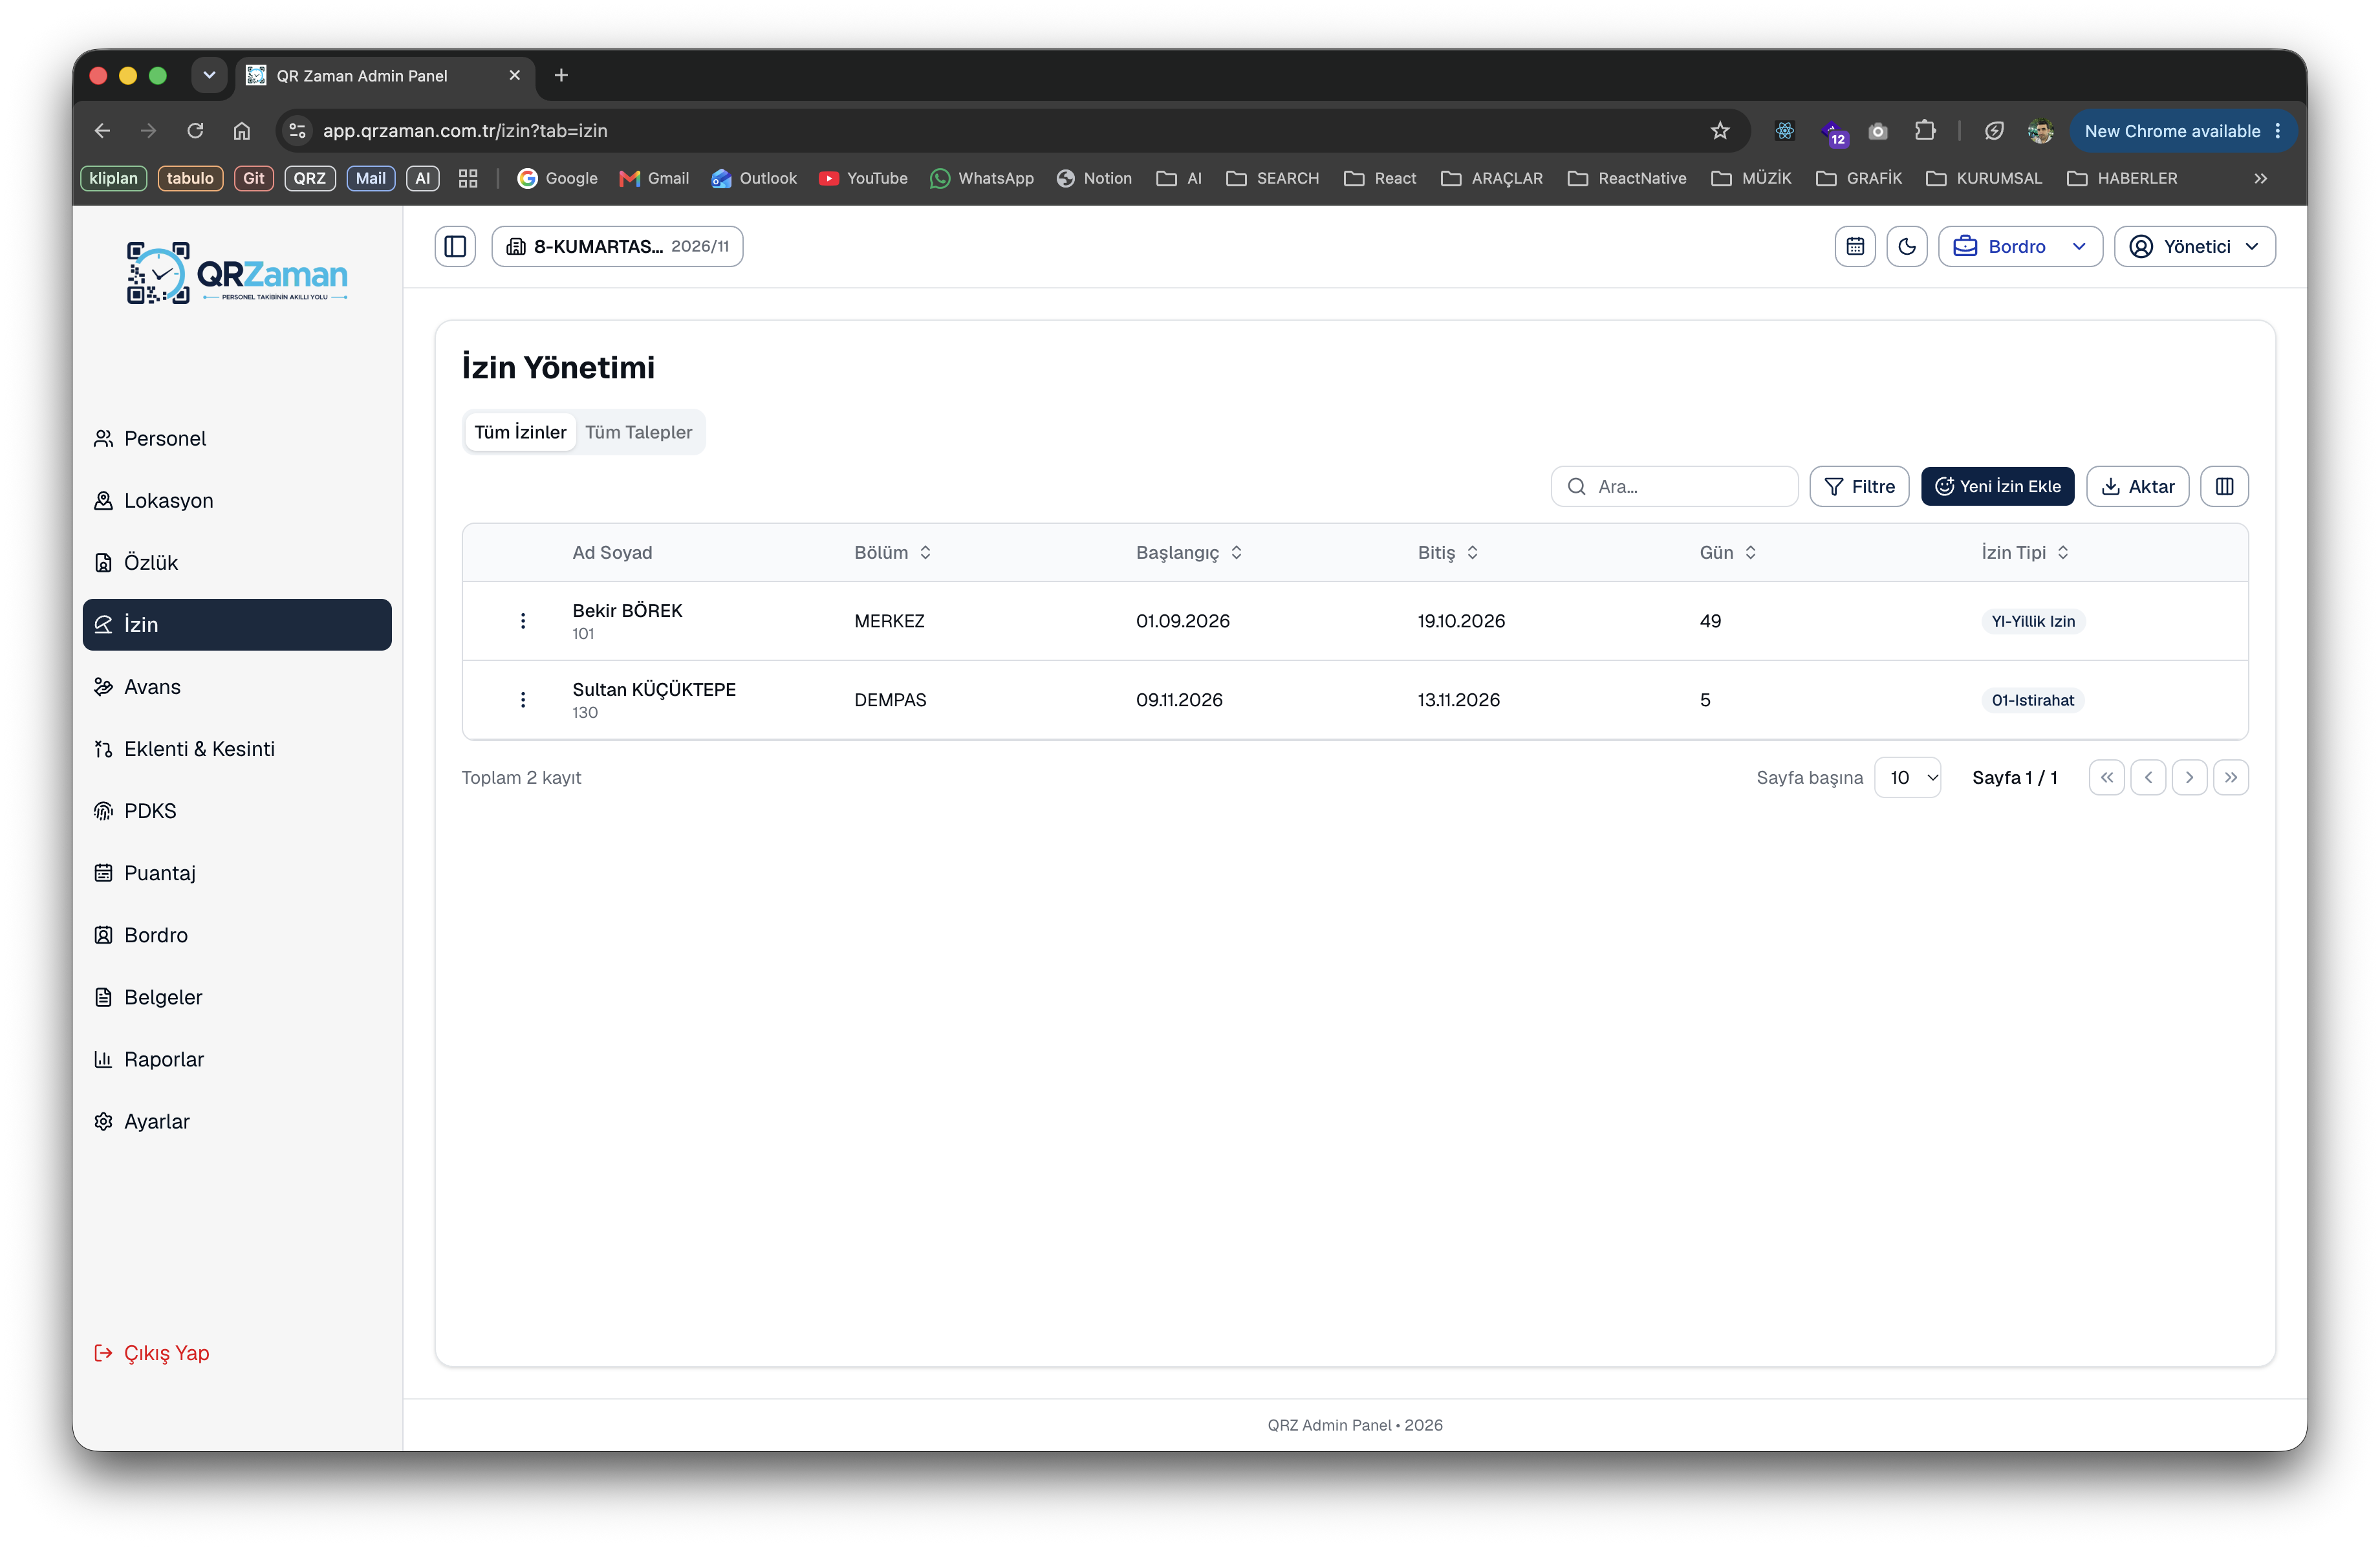 QR Zaman Admin Panel
app.qrzaman.com.tr/izin?tab=izin
12
New Chrome available
kliplan tabulo Git QRZ Mail AI Google Gmail Outlook YouTube WhatsApp Notion AI SEARCH React ARAÇLAR ReactNative MÜZİK GRAFİK KURUMSAL HABERLER
QRZaman
PERSONEL TAKİBİNİN AKILLI YOLU
Personel
Lokasyon
Özlük
İzin
Avans
Eklenti & Kesinti
PDKS
Puantaj
Bordro
Belgeler
Raporlar
Ayarlar
Çıkış Yap
8-KUMARTAS... 2026/11
Bordro
Yönetici
İzin Yönetimi
Tüm İzinler Tüm Talepler
Ara...
Filtre
Yeni İzin Ekle
Aktar
Ad Soyad Bölüm Başlangıç Bitiş Gün İzin Tipi
Bekir BÖREK
101
MERKEZ 01.09.2026 19.10.2026 49 YI-Yillik Izin
Sultan KÜÇÜKTEPE
130
DEMPAS 09.11.2026 13.11.2026 5 01-Istirahat
Toplam 2 kayıt
Sayfa başına 10 Sayfa 1 / 1
QRZ Admin Panel • 2026